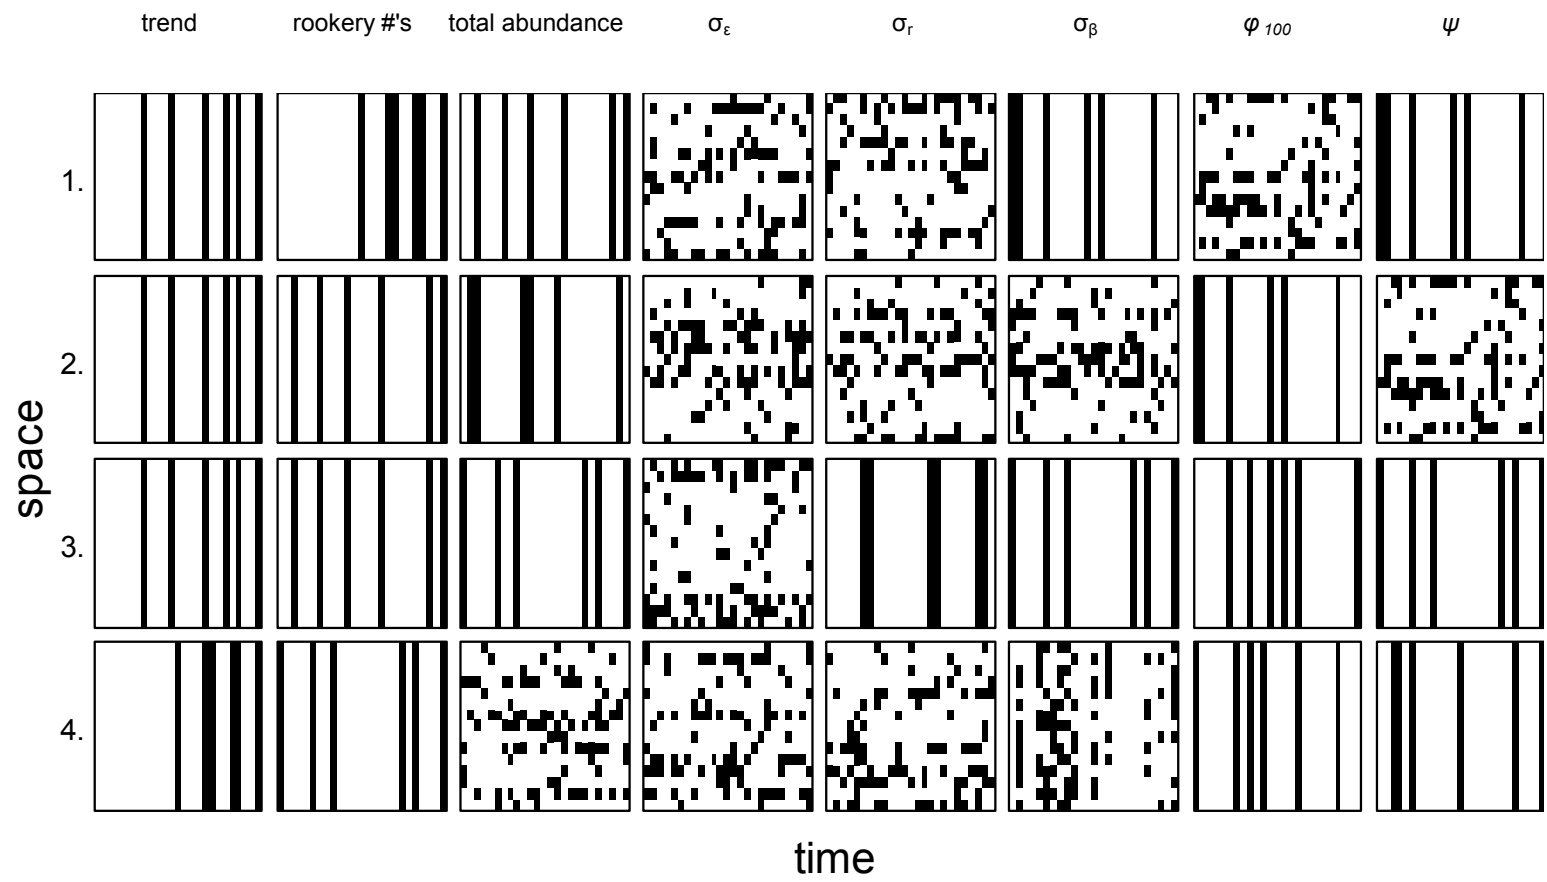 trend rookery #'s total abundance σε σr σβ φ 100 ψ
1.
2.
3.
4.
space
time